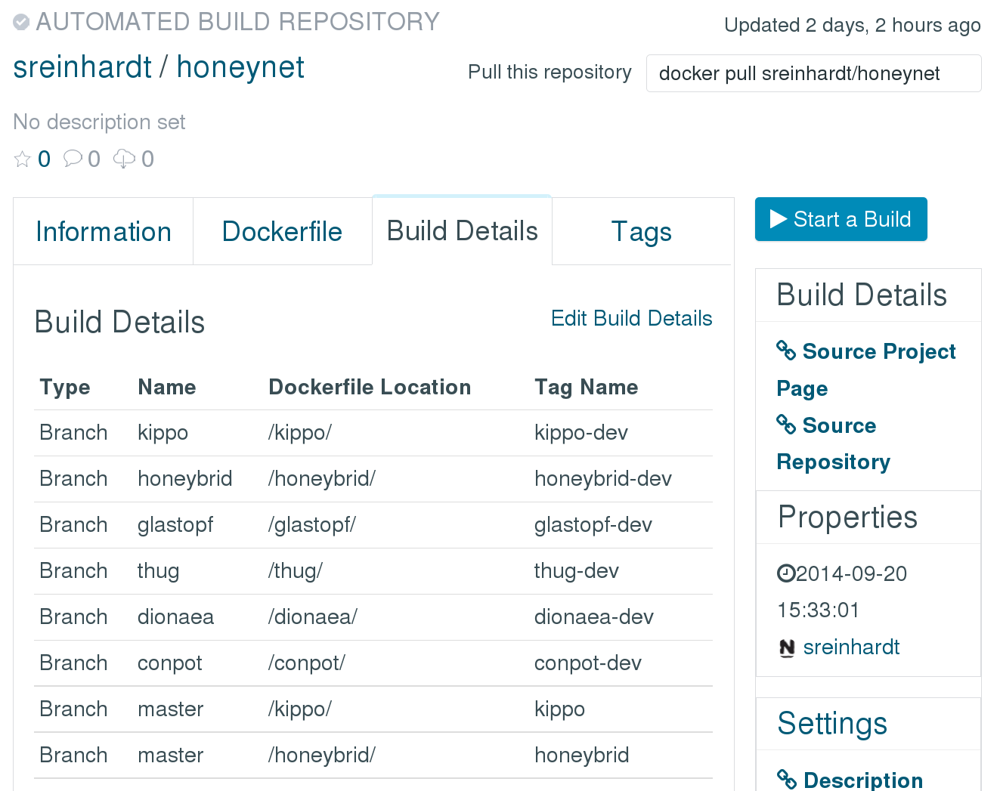 AUTOMATED BUILD REPOSITORY
Updated 2 days, 2 hours ago
sreinhardt / honeynet
Pull this repository
docker pull sreinhardt/honeynet
No description set
0 0 0
Information Dockerfile Build Details Tags
Build Details
Edit Build Details
Type Name Dockerfile Location Tag Name
Branch kippo /kippo/ kippo-dev
Branch honeybrid /honeybrid/ honeybrid-dev
Branch glastopf /glastopf/ glastopf-dev
Branch thug /thug/ thug-dev
Branch dionaea /dionaea/ dionaea-dev
Branch conpot /conpot/ conpot-dev
Branch master /kippo/ kippo
Branch master /honeybrid/ honeybrid
Start a Build
Build Details
Source Project
Page
Source
Repository
Properties
2014-09-20
15:33:01
N sreinhardt
Settings
Description